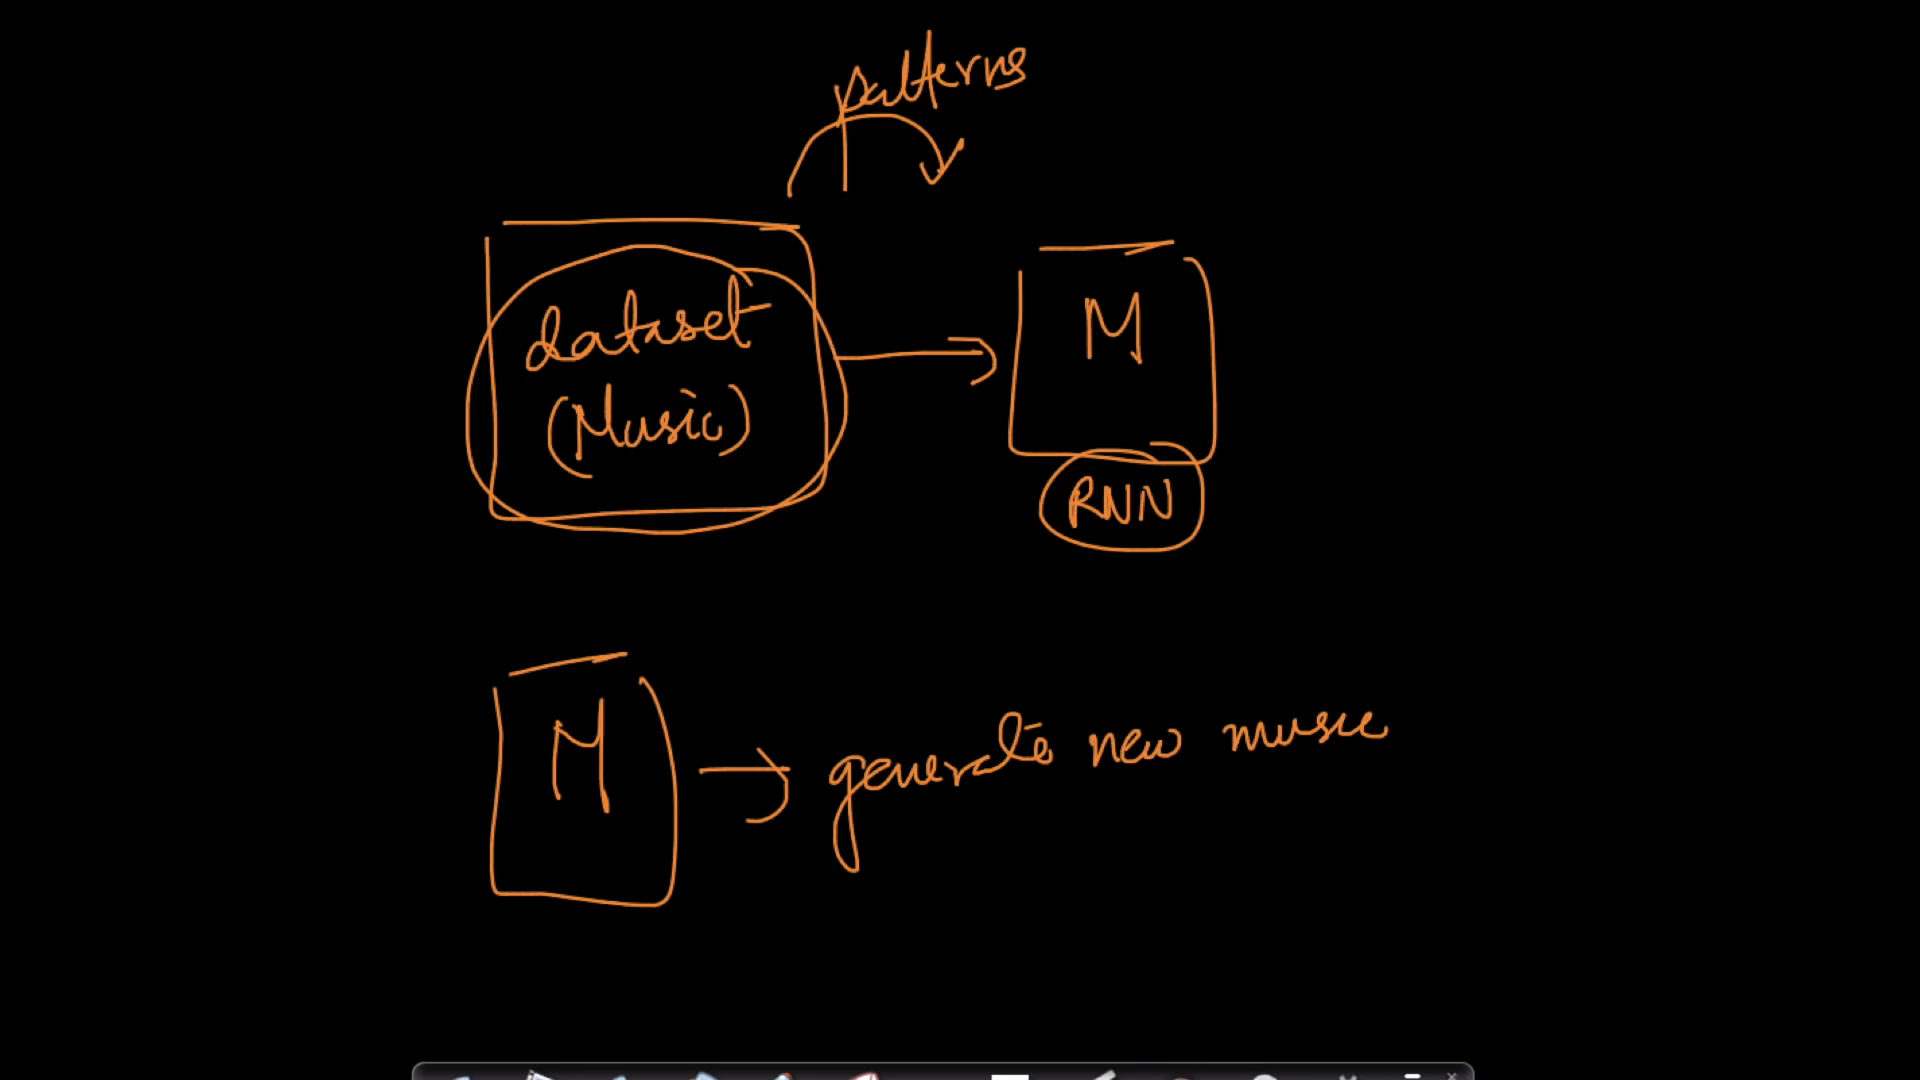 patterns
dataset
(Music)
M
RNN
M
generate new music